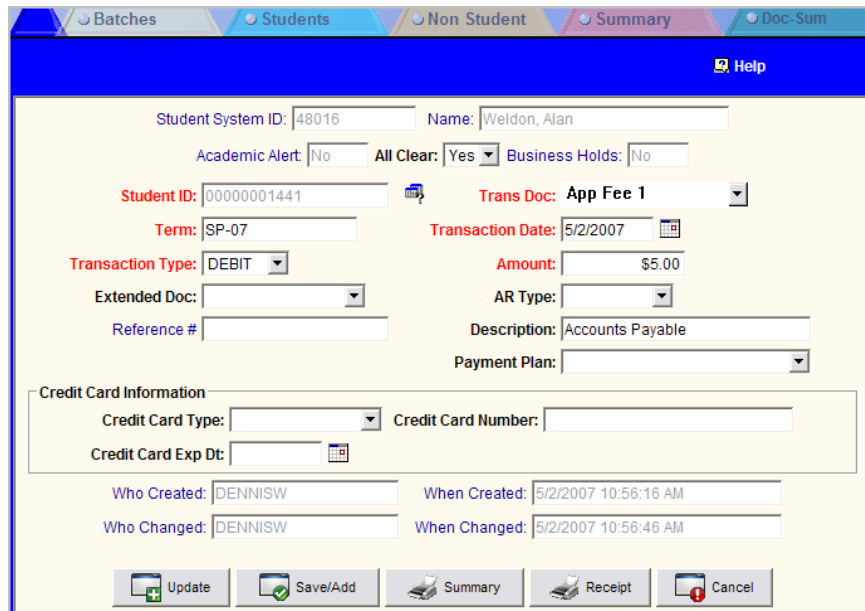 Batches Students Non Student Summary Doc-Sum
Help
Student System ID: 48016 Name: Weldon, Alan
Academic Alert: No All Clear: Yes Business Holds: No
Student ID: 00000001441 Trans Doc: App Fee 1
Term: SP-07 Transaction Date: 5/2/2007
Transaction Type: DEBIT Amount: $5.00
Extended Doc: AR Type:
Reference # Description: Accounts Payable
Payment Plan:
Credit Card Information
Credit Card Type: Credit Card Number:
Credit Card Exp Dt:
Who Created: DENNISW When Created: 5/2/2007 10:56:16 AM
Who Changed: DENNISW When Changed: 5/2/2007 10:56:46 AM
Update Save/Add Summary Receipt Cancel